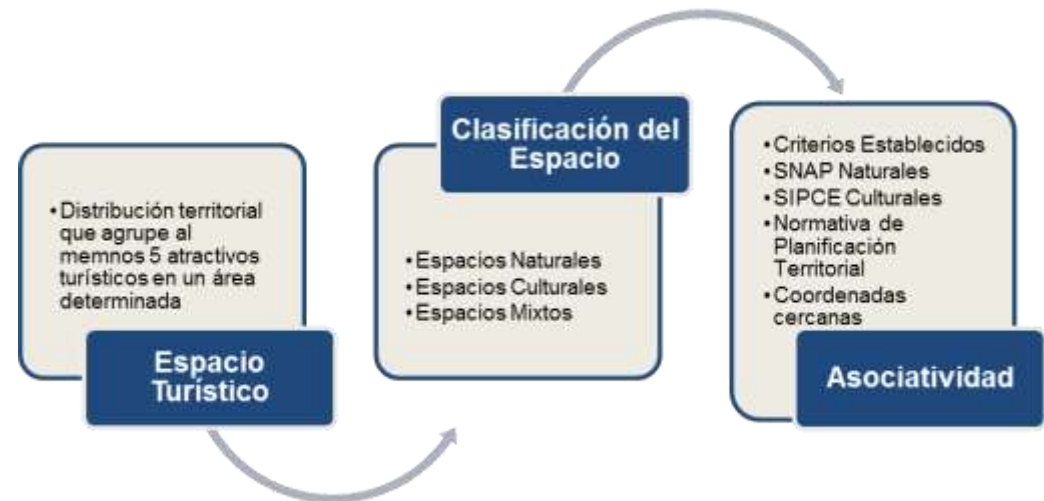 •Distribución territorial
que agrupe al
memnos 5 atractivos
turísticos en un área
determinada
Espacio
Turístico
Clasificación del
Espacio
•Espacios Naturales
•Espacios Culturales
•Espacios Mixtos
•Criterios Establecidos
•SNAP Naturales
•SIPCE Culturales
•Normativa de
Planificación
Territorial
•Coordenadas
cercanas
Asociatividad